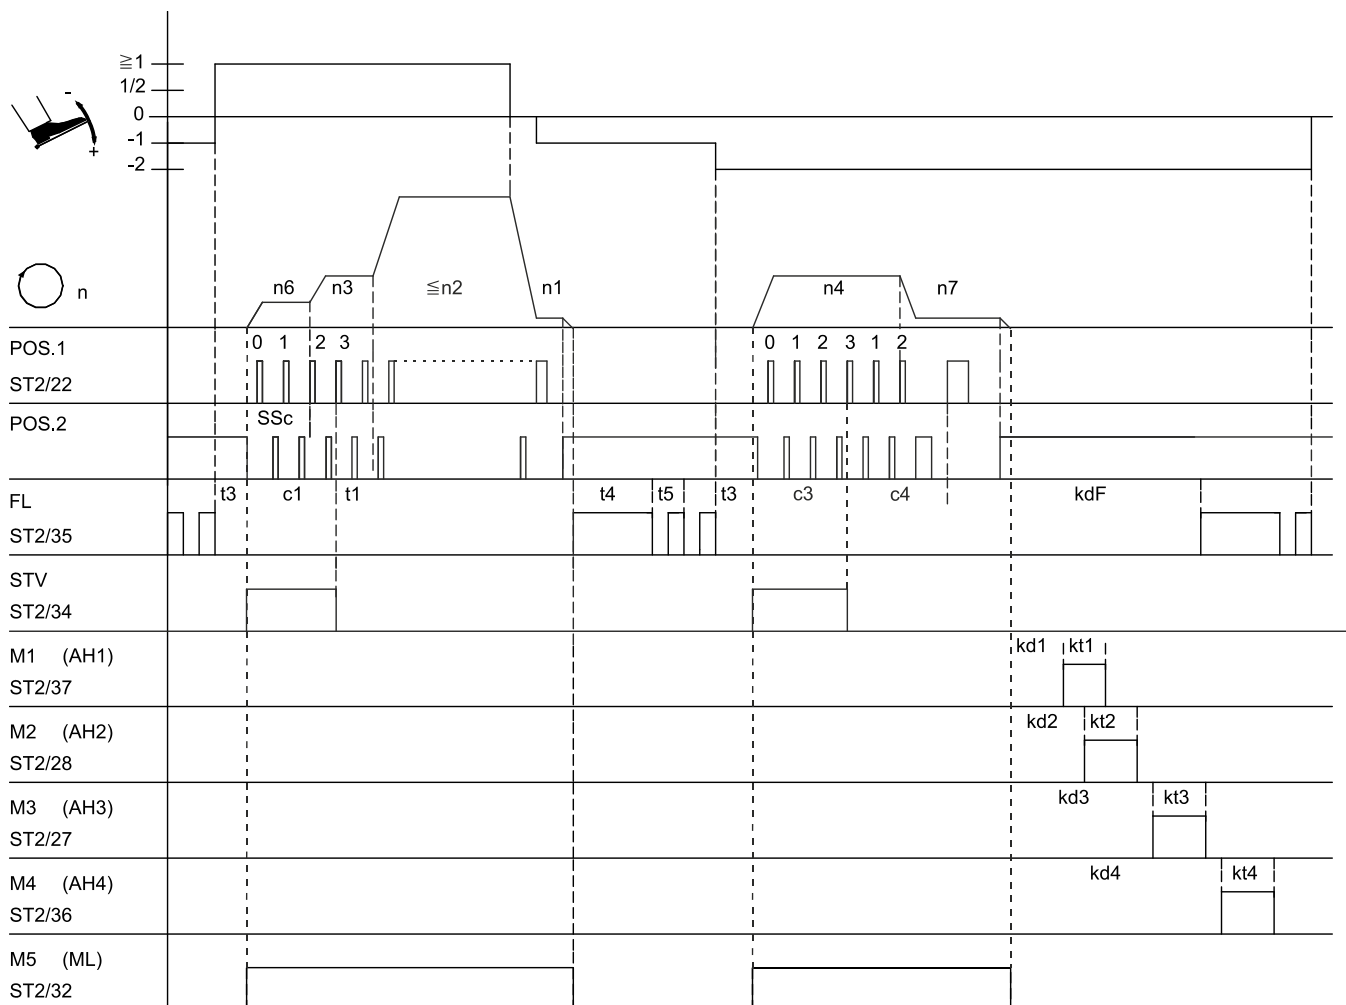 ≧1
1/2
0
-1
-2
-
+
n
n6 n3 ≦n2 n1 n4 n7
POS.1 0 1 2 3 0 1 2 3 1 2
ST2/22
POS.2 SSc
FL t3 c1 t1 t4 t5 t3 c3 c4 kdF
ST2/35
STV
ST2/34
M1 (AH1) kd1 kt1
ST2/37
M2 (AH2) kd2 kt2
ST2/28
M3 (AH3) kd3 kt3
ST2/27
M4 (AH4) kd4 kt4
ST2/36
M5 (ML)
ST2/32